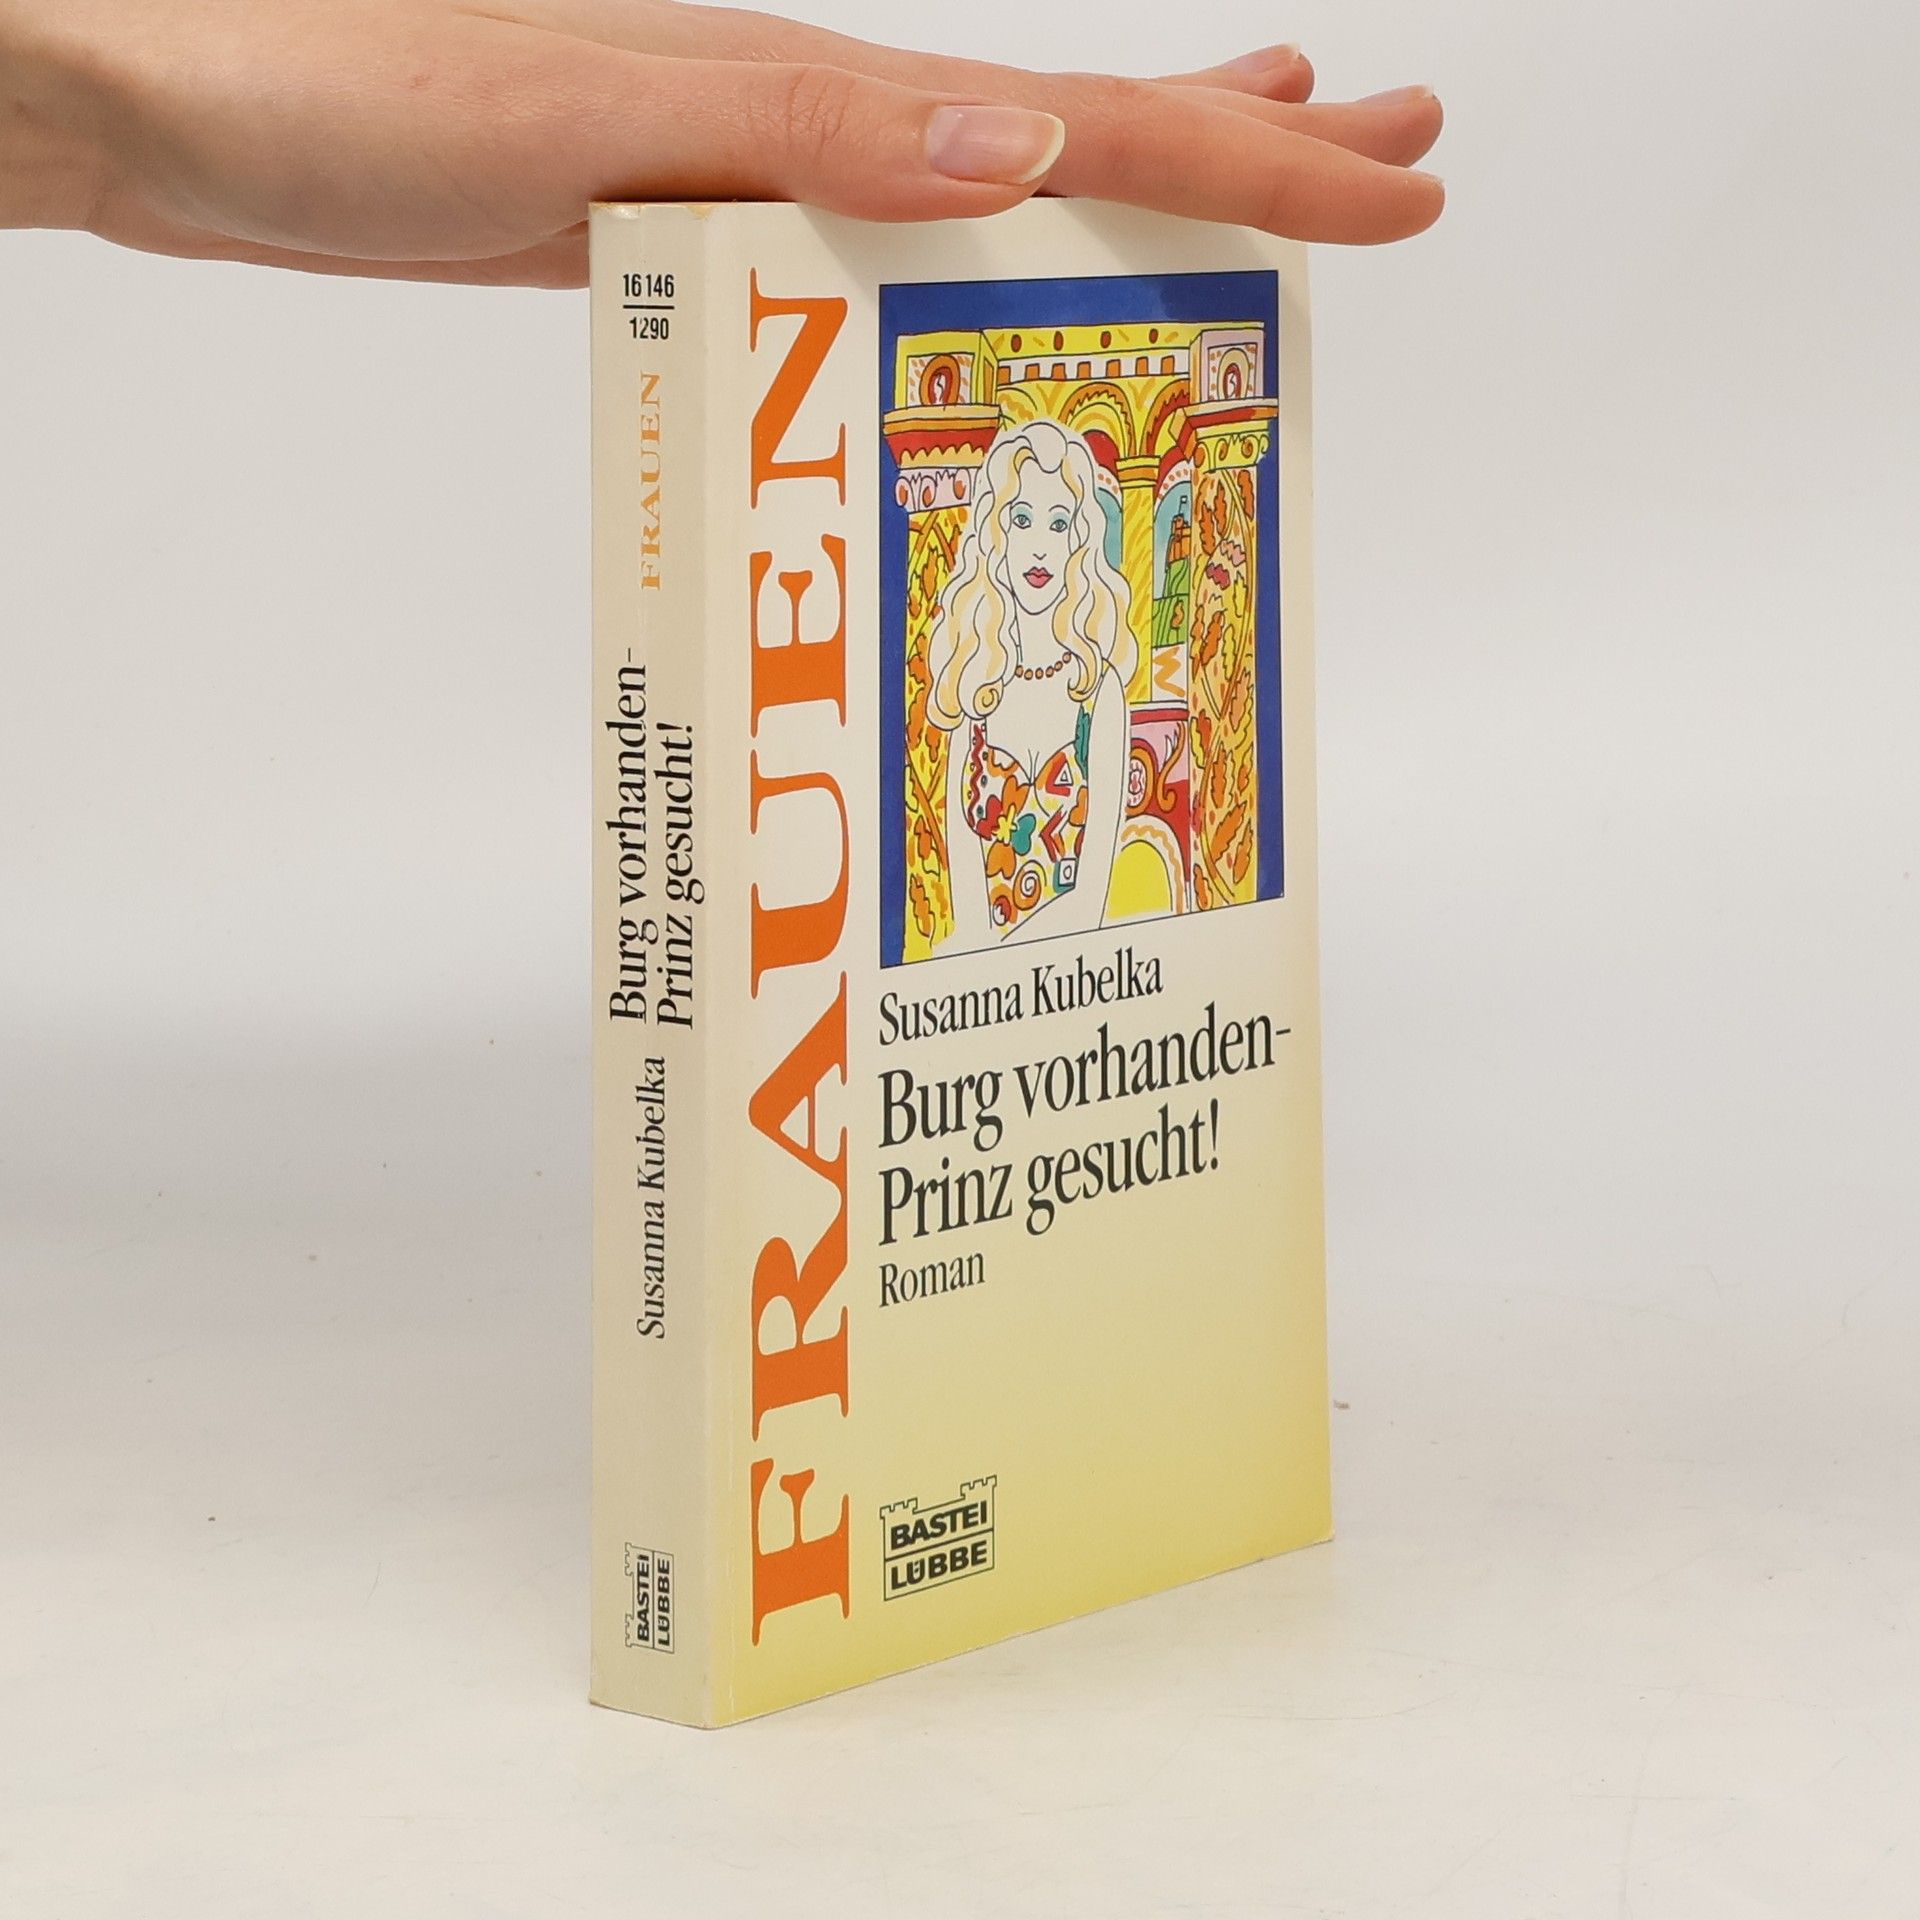 16146
1290
FRAUEN
Burg vorhanden-
Prinz gesucht!
Susanna Kubelka
BASTEI
LÜBBE
FRAUEN
Susanna Kubelka
Burg vorhanden-
Prinz gesucht!
Roman
BASTEI
LÜBBE